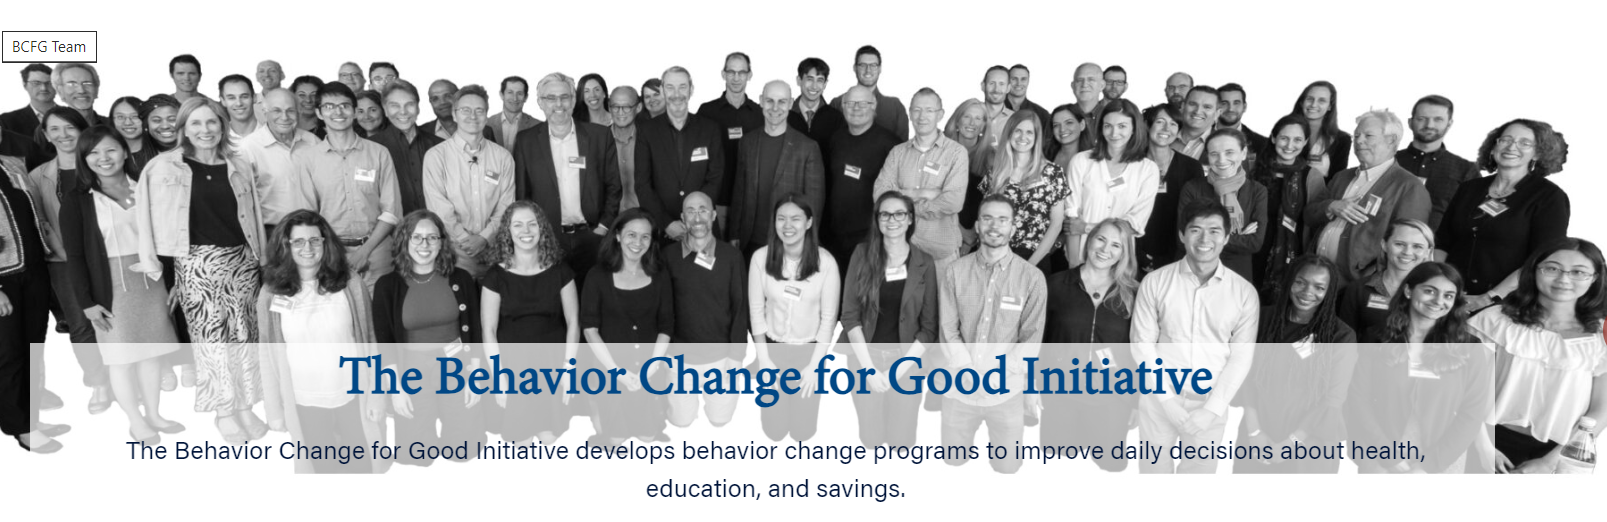 BCFG Team
The Behavior Change for Good Initiative
The Behavior Change for Good Initiative develops behavior change programs to improve daily decisions about health,
education, and savings.